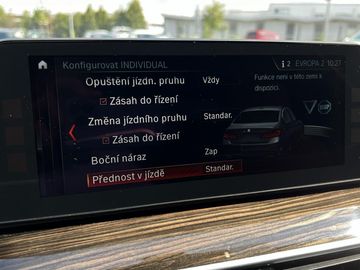 Konfigurovat INDIVIDUAL
2 EVROPA 2 10:27
Opuštění jízdn. pruhu Vždy
Zásah do řízení
Změna jízdního pruhu Standar.
Zásah do řízení
Boční náraz Zap
Přednost v jízdě Standar.
Funkce není v této zemi k
dispozici.